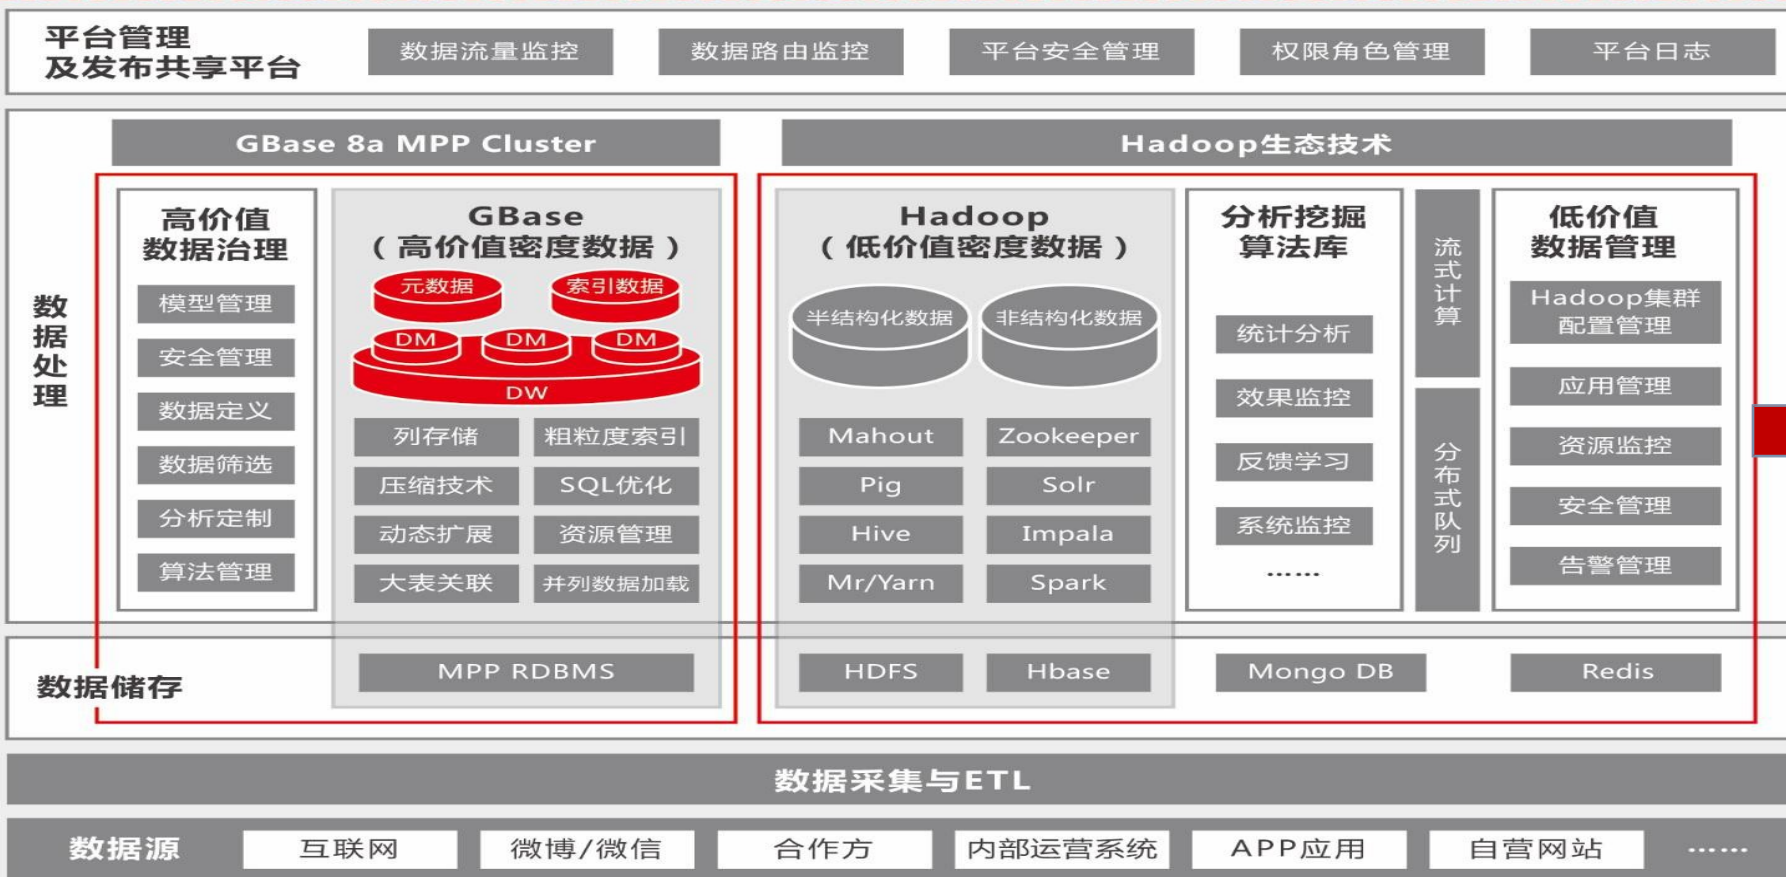 平台管理
及发布共享平台
数据流量监控
数据路由监控
平台安全管理
权限角色管理
平台日志
数据处理
GBase 8a MPP Cluster
高价值
数据治理
模型管理
安全管理
数据定义
数据筛选
分析定制
算法管理
GBase
（高价值密度数据）
元数据
索引数据
DM
DM
DM
DW
列存储
粗粒度索引
压缩技术
SQL优化
动态扩展
资源管理
大表关联
并列数据加载
Hadoop生态技术
Hadoop
（低价值密度数据）
半结构化数据
非结构化数据
Mahout
Zookeeper
Pig
Solr
Hive
Impala
Mr/Yarn
Spark
分析挖掘
算法库
统计分析
效果监控
反馈学习
系统监控
……
流式计算
分布式队列
低价值
数据管理
Hadoop集群
配置管理
应用管理
资源监控
安全管理
告警管理
数据储存
MPP RDBMS
HDFS
Hbase
Mongo DB
Redis
数据采集与ETL
数据源
互联网
微博/微信
合作方
内部运营系统
APP应用
自营网站
……